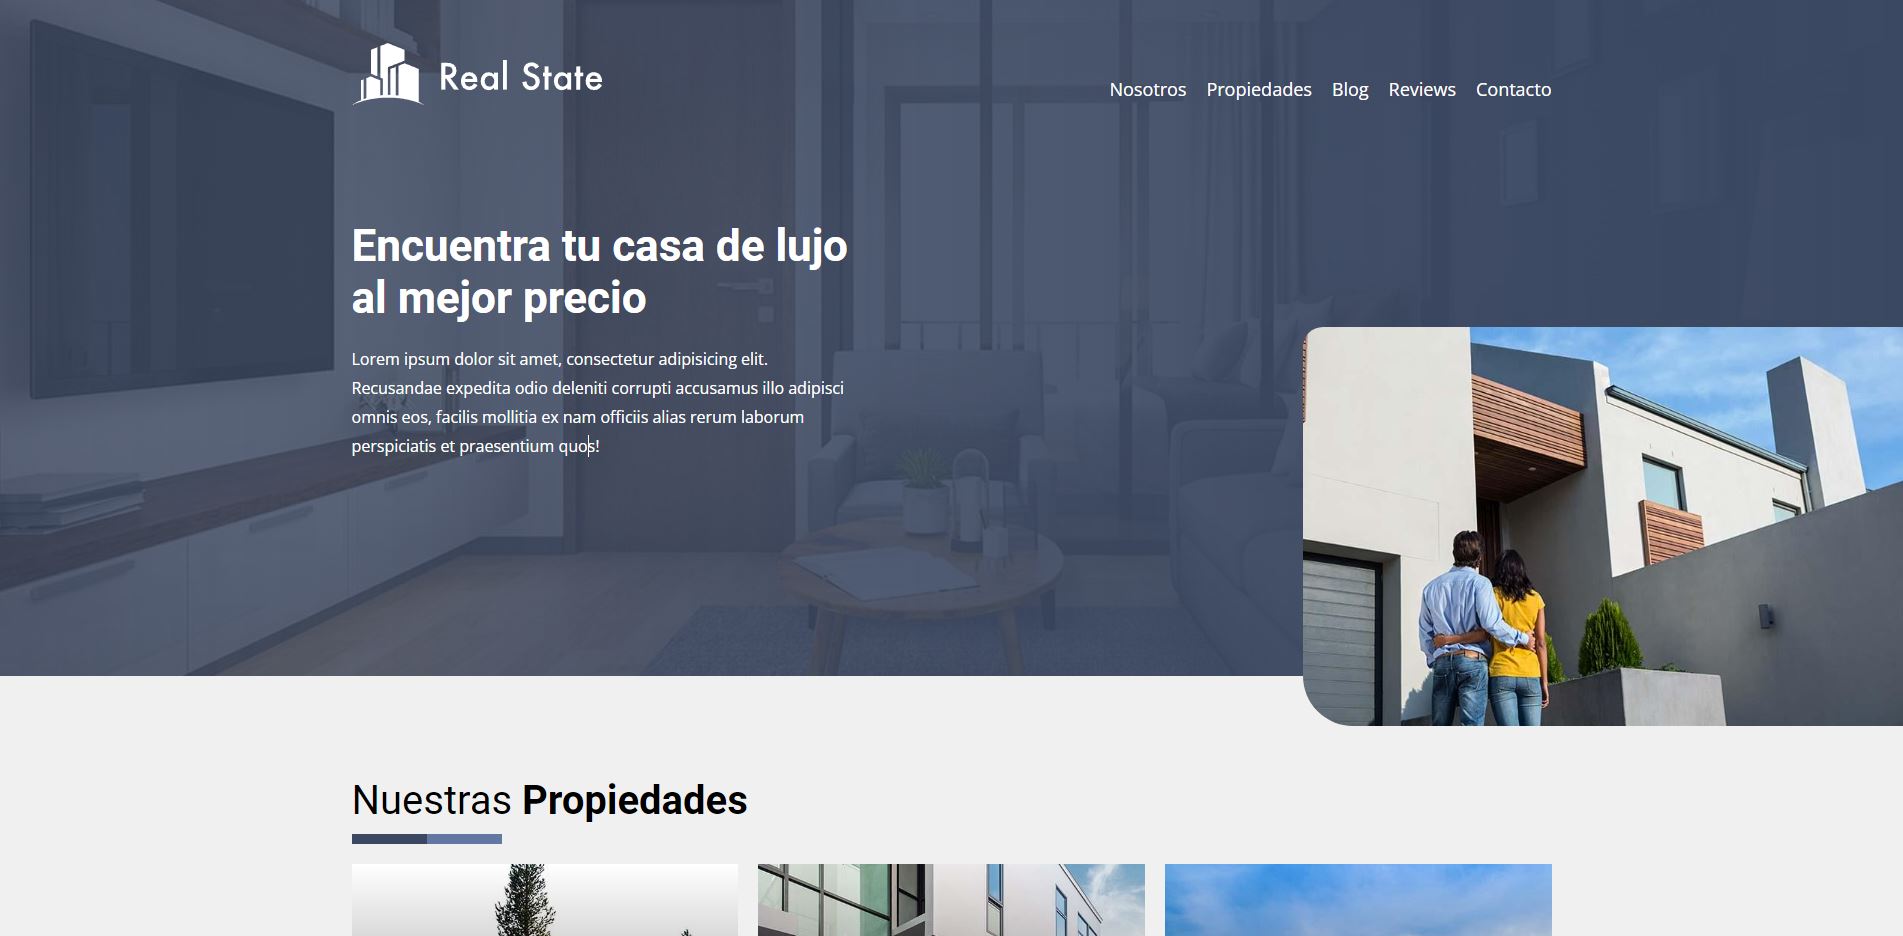 Real State
Nosotros Propiedades Blog Reviews Contacto
Encuentra tu casa de lujo
al mejor precio
Lorem ipsum dolor sit amet, consectetur adipisicing elit.
Recusandae expedita odio deleniti corrupti accusamus illo adipisci
omnis eos, facilis mollitia ex nam officiis alias rerum laborum
perspiciatis et praesentium quos!
Nuestras Propiedades